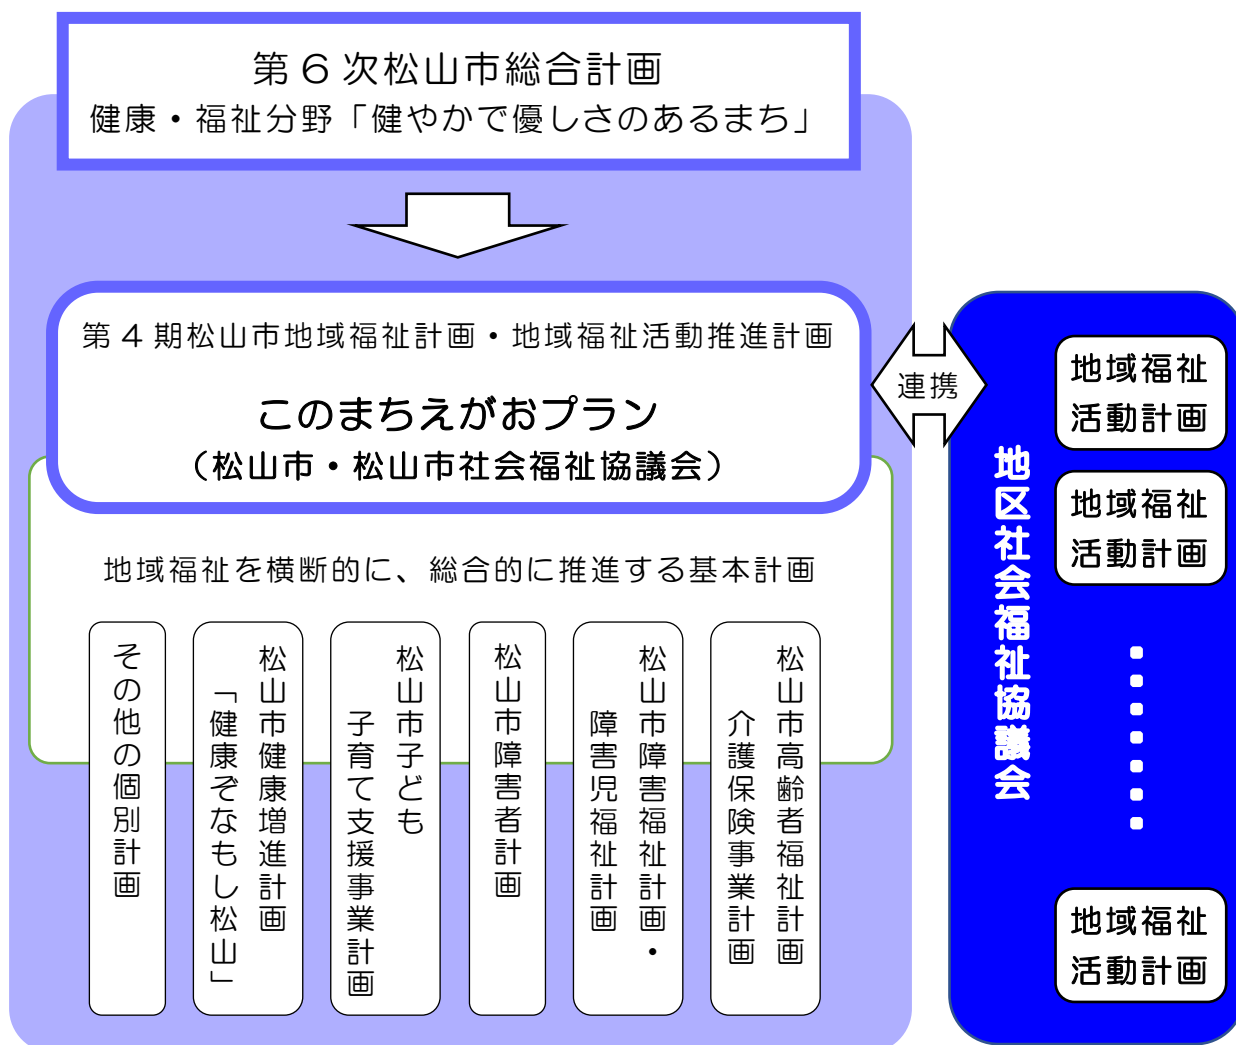 第6次松山市総合計画
健康・福祉分野「健やかで優しさのあるまち」
第4期松山市地域福祉計画・地域福祉活動推進計画
このまちえがおプラン
（松山市・松山市社会福祉協議会）
連携
地域福祉を横断的に、総合的に推進する基本計画
松山市高齢者福祉計画
介護保険事業計画
松山市障害福祉計画・
障害児福祉計画
松山市障害者計画
松山市子ども
子育て支援事業計画
松山市健康増進計画
「健康ぞなもし松山」
その他の個別計画
地区社会福祉協議会
地域福祉
活動計画
地域福祉
活動計画
地域福祉
活動計画